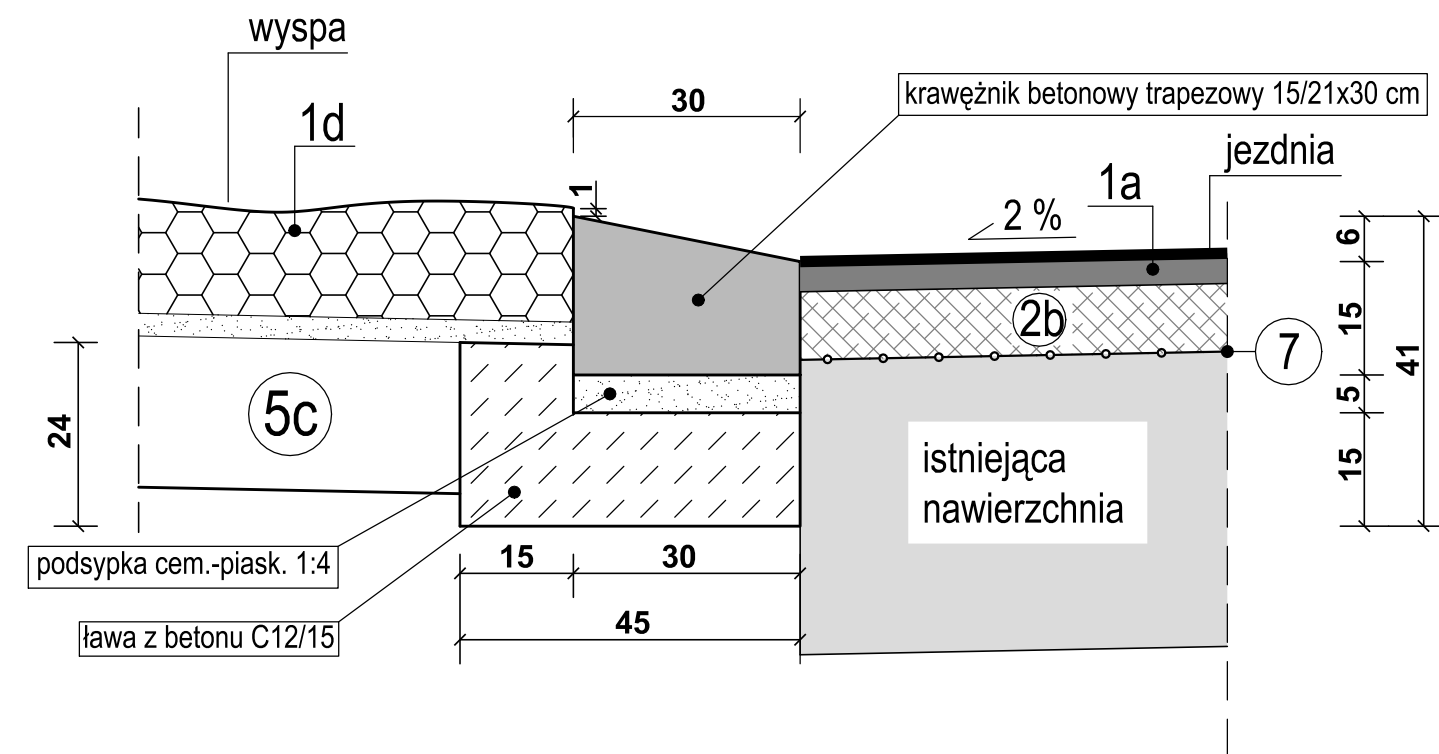 wyspa
1d
30
krawężnik betonowy trapezowy 15/21x30 cm
jezdnia
1a
1
2 %
6
2b
15
7
41
5c
24
5
istniejąca
nawierzchnia
15
podsypka cem.-piask. 1:4
15
30
ława z betonu C12/15
45